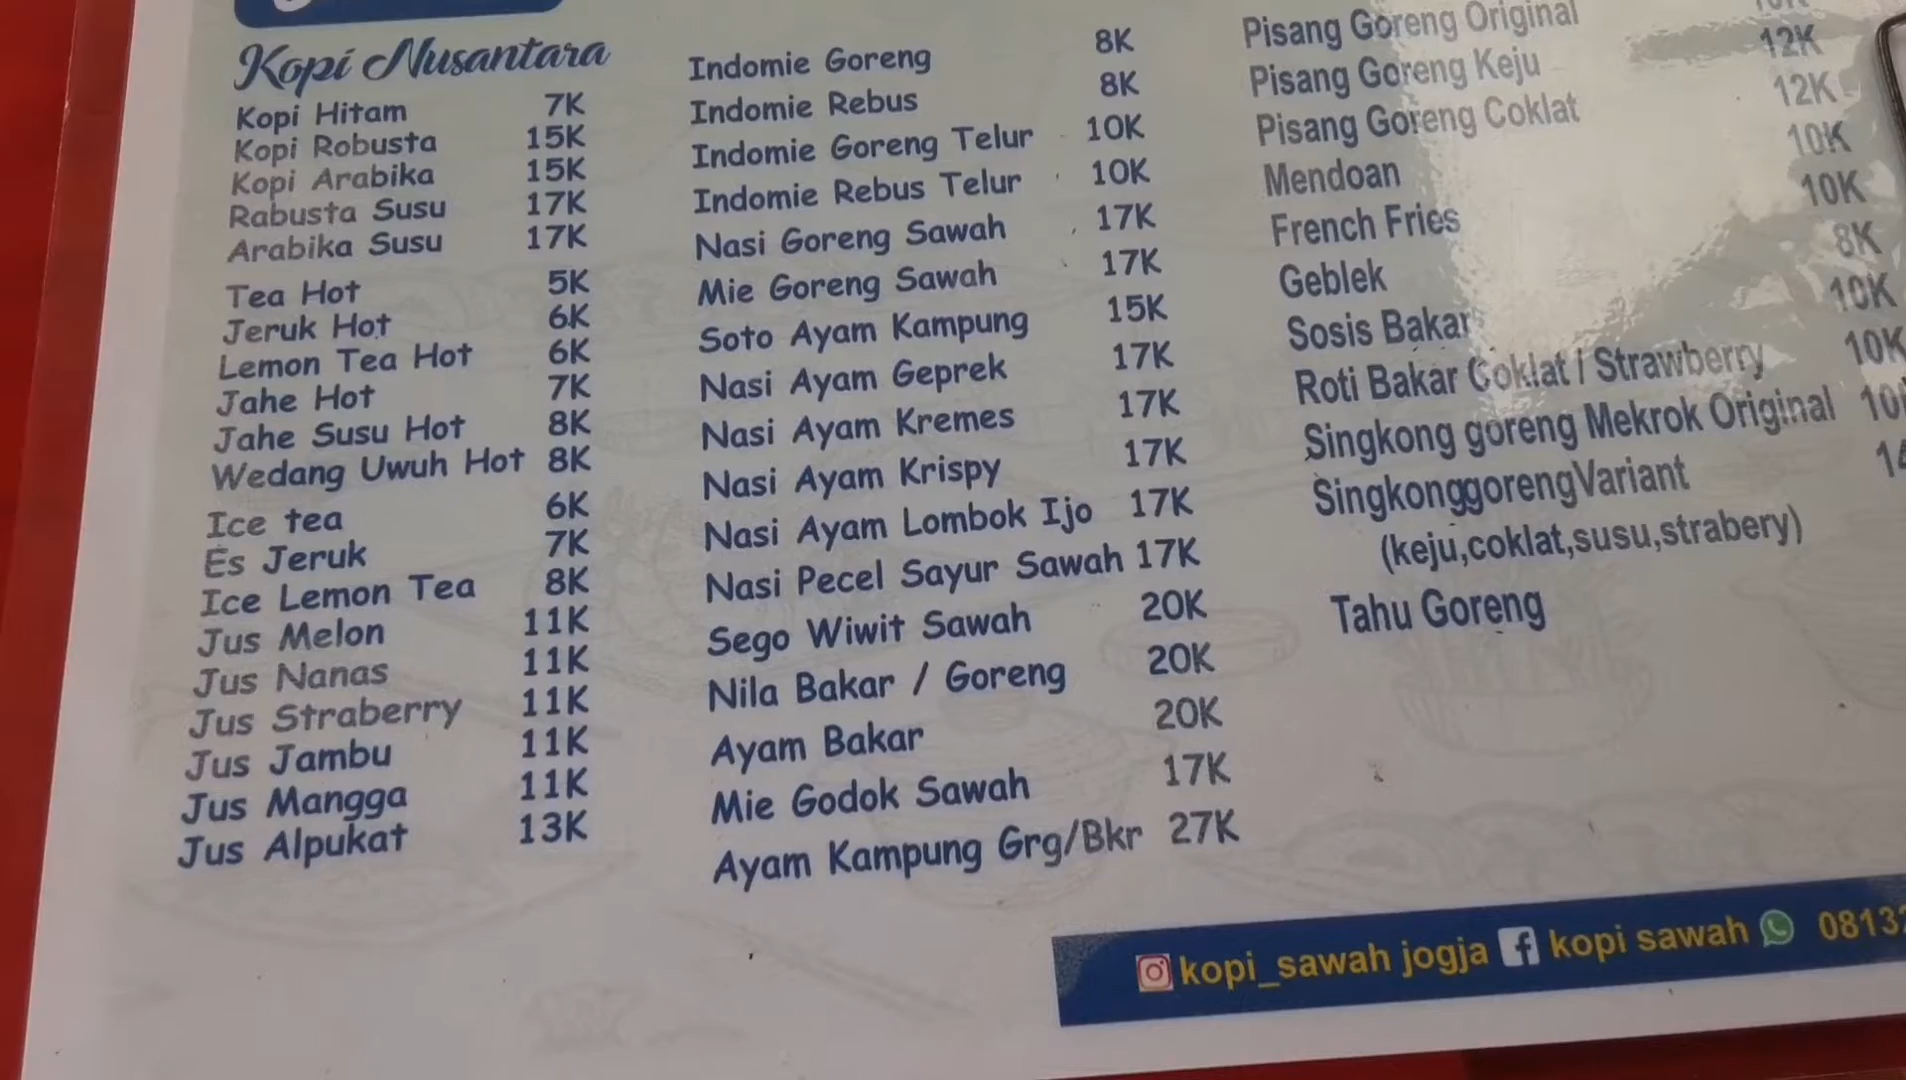 Kopi Nusantara
Kopi Hitam 7K
Kopi Robusta 15K
Kopi Arabika 15K
Rabusta Susu 17K
Arabika Susu 17K
Tea Hot 5K
Jeruk Hot 6K
Lemon Tea Hot 6K
Jahe Hot 7K
Jahe Susu Hot 8K
Wedang Uwuh Hot 8K
Ice tea 6K
Es Jeruk 7K
Ice Lemon Tea 8K
Jus Melon 11K
Jus Nanas 11K
Jus Straberry 11K
Jus Jambu 11K
Jus Mangga 11K
Jus Alpukat 13K
Indomie Goreng 8K
Indomie Rebus 8K
Indomie Goreng Telur 10K
Indomie Rebus Telur 10K
Nasi Goreng Sawah 17K
Mie Goreng Sawah 17K
Soto Ayam Kampung 15K
Nasi Ayam Geprek 17K
Nasi Ayam Kremes 17K
Nasi Ayam Krispy 17K
Nasi Ayam Lombok Ijo 17K
Nasi Pecel Sayur Sawah 17K
Sego Wiwit Sawah 20K
Nila Bakar / Goreng 20K
Ayam Bakar 20K
Mie Godok Sawah 17K
Ayam Kampung Grg/Bkr 27K
Pisang Goreng Original
Pisang Goreng Keju 12K
Pisang Goreng Coklat 12K
Mendoan 10K
French Fries 10K
Geblek 8K
Sosis Bakar 10K
Roti Bakar Coklat / Strawberry 10K
Singkong goreng Mekrok Original
SingkonggorengVariant
(keju,coklat,susu,strabery)
Tahu Goreng
kopi_sawah jogja kopi sawah